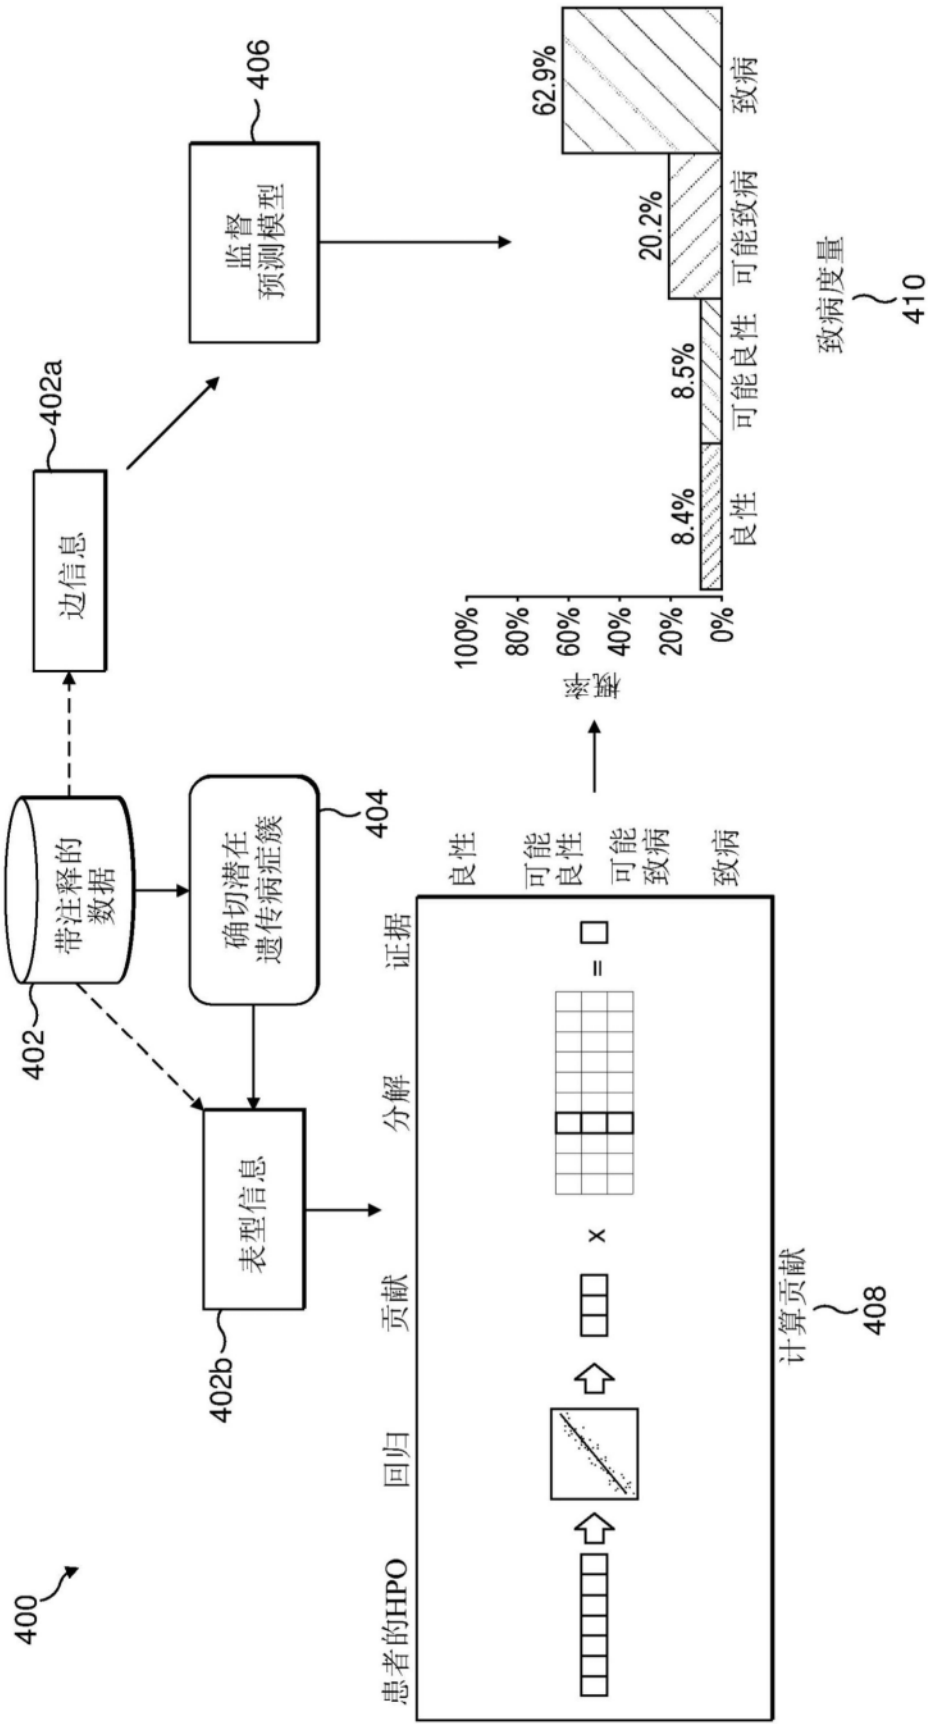 400
402
带注释的
数据
边信息
402a
406
监督
预测模型
确切潜在
遗传病症簇
404
表型信息
402b
患者的HPO
回归
贡献
分解
证据
x
=
良性
可能
良性
可能
致病
致病
计算贡献
408
概率
100%
80%
60%
40%
20%
0%
8.4%
8.5%
20.2%
62.9%
良性
可能良性
可能致病
致病
致病度量
410